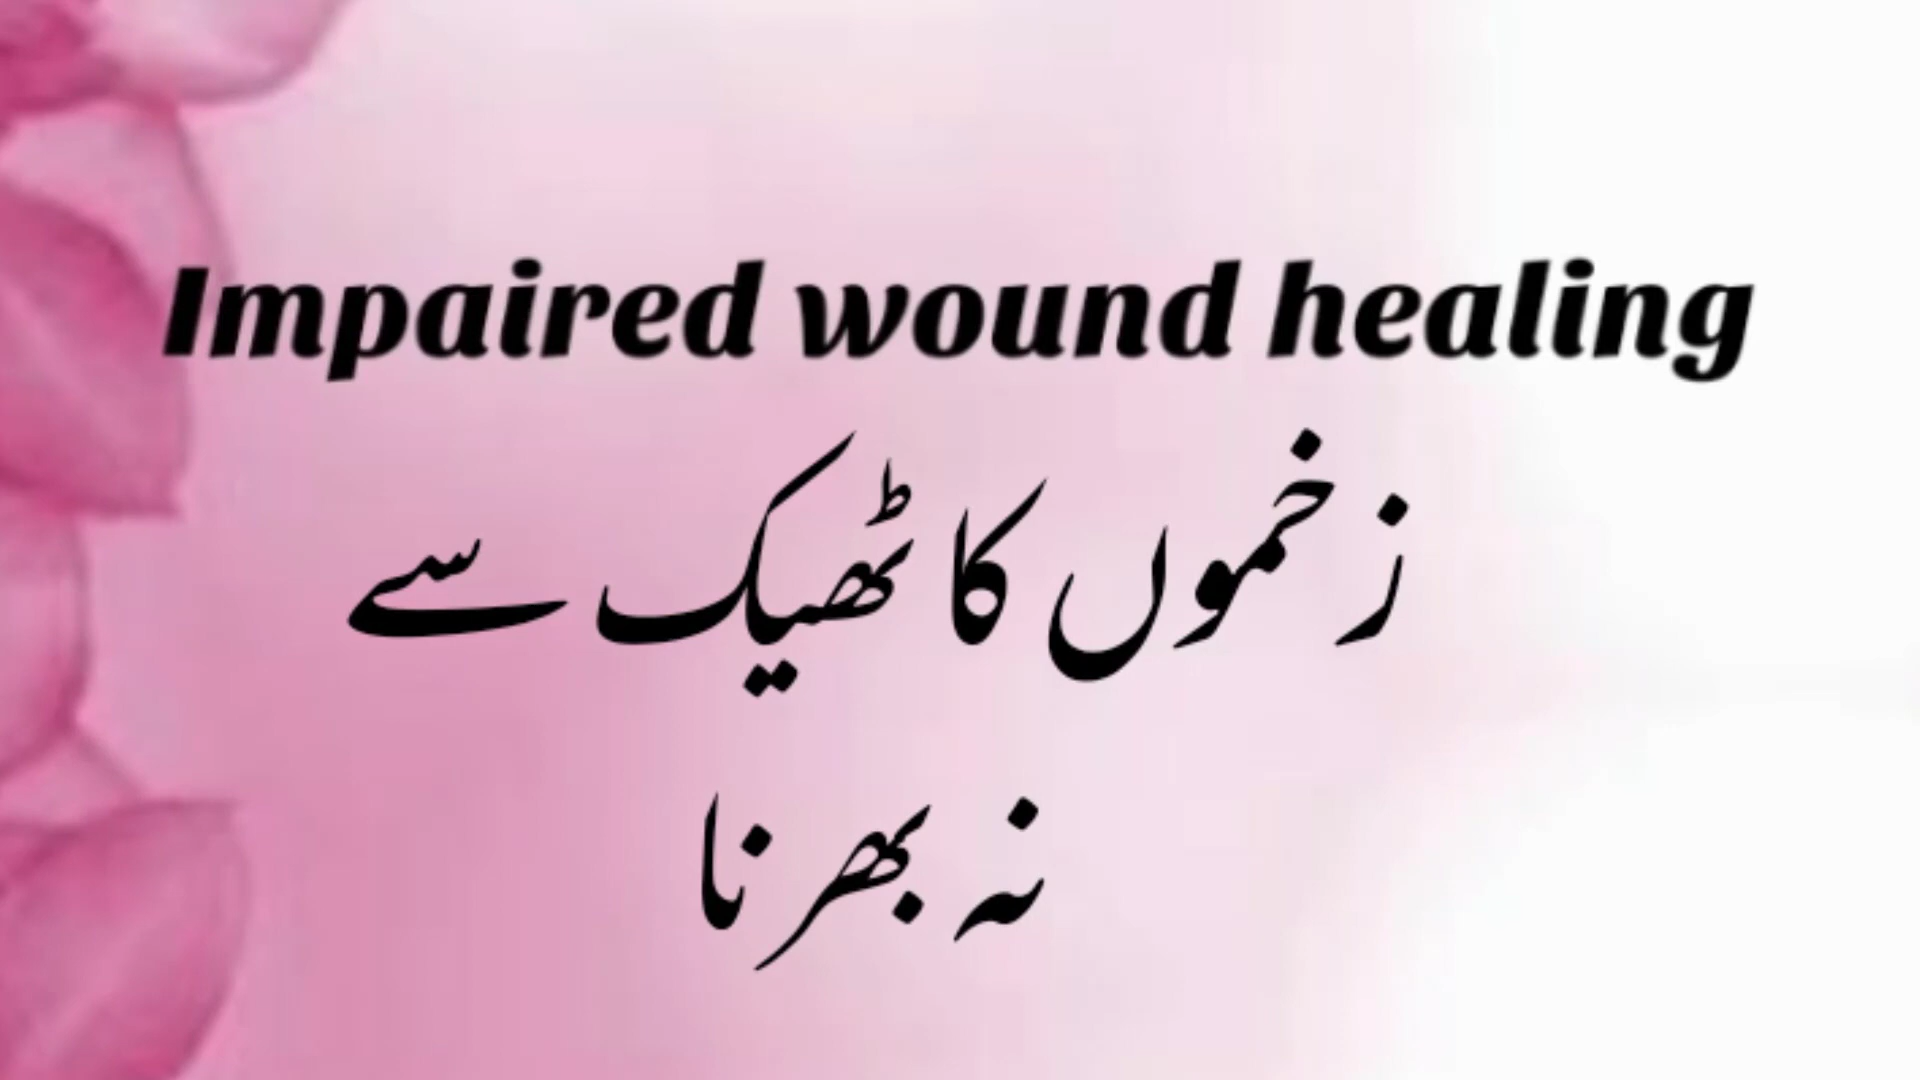 Impaired wound healing
زخموں کا ٹھیک سے
نہ بھرنا